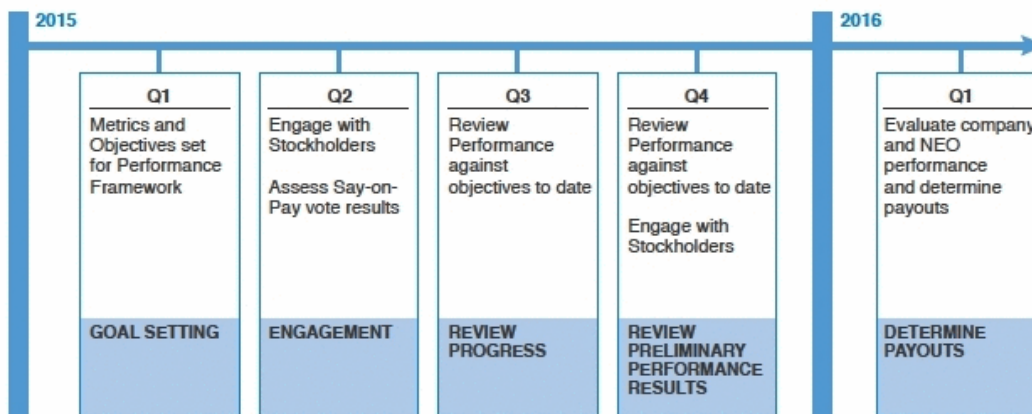 2015
2016
Q1
Metrics and
Objectives set
for Performance
Framework
GOAL SETTING
Q2
Engage with
Stockholders
Assess Say-on-
Pay vote results
ENGAGEMENT
Q3
Review
Performance
against
objectives to date
REVIEW
PROGRESS
Q4
Review
Performance
against
objectives to date
Engage with
Stockholders
REVIEW
PRELIMINARY
PERFORMANCE
RESULTS
Q1
Evaluate company
and NEO
performance
and determine
payouts
DETERMINE
PAYOUTS